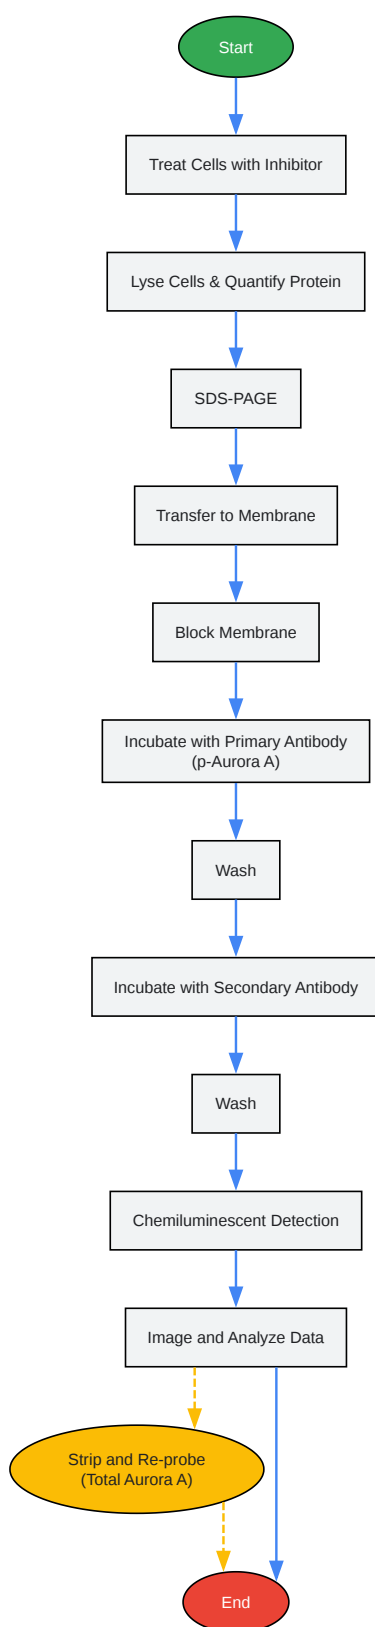 Start
Treat Cells with Inhibitor
Lyse Cells & Quantify Protein
SDS-PAGE
Transfer to Membrane
Block Membrane
Incubate with Primary Antibody
(p-Aurora A)
Wash
Incubate with Secondary Antibody
Wash
Chemiluminescent Detection
Image and Analyze Data
Strip and Re-probe
(Total Aurora A)
End